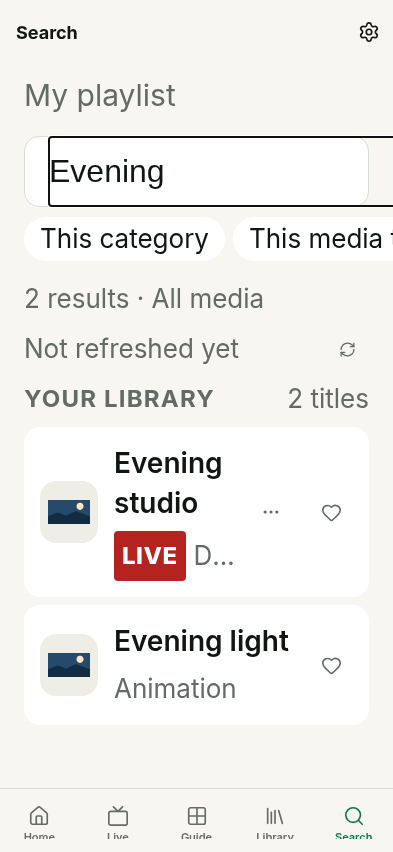 Search
My playlist
Evening
This category This media
2 results · All media
Not refreshed yet
YOUR LIBRARY 2 titles
Evening
studio
LIVE D...
Evening light
Animation
Home Live Guide Library Search